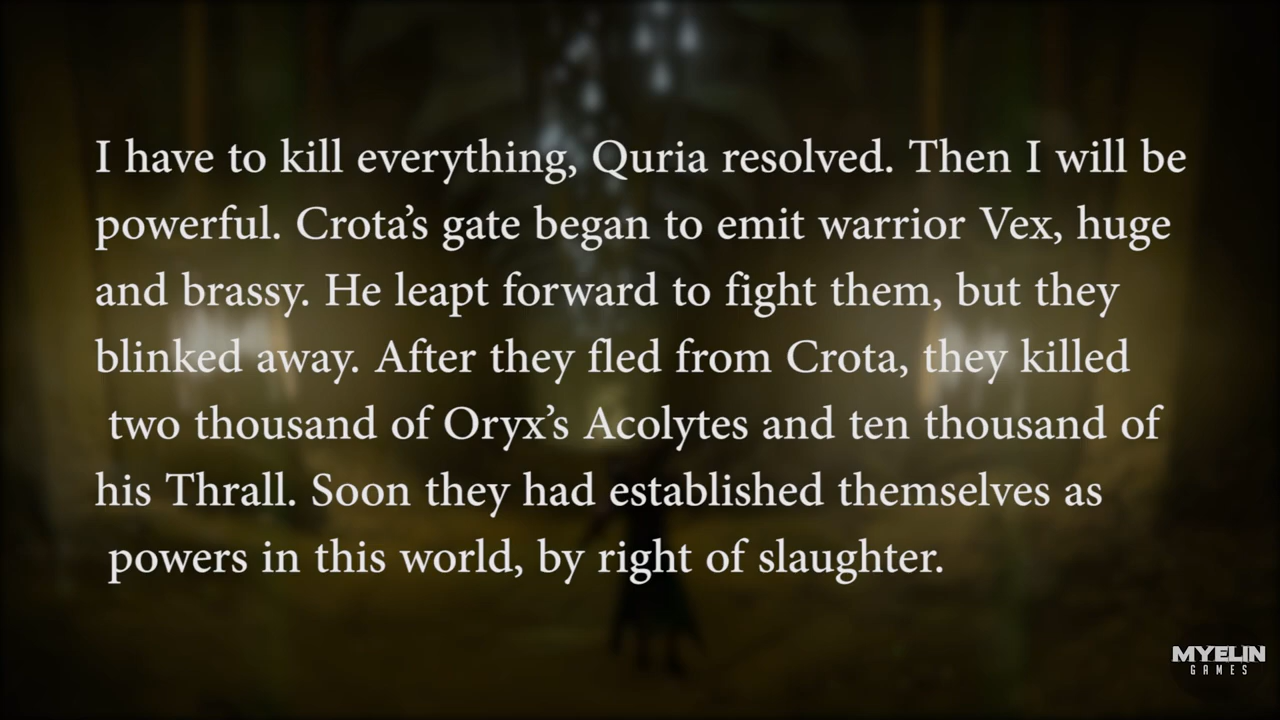 I have to kill everything, Quria resolved. Then I will be
powerful. Crota’s gate began to emit warrior Vex, huge
and brassy. He leapt forward to fight them, but they
blinked away. After they fled from Crota, they killed
two thousand of Oryx’s Acolytes and ten thousand of
his Thrall. Soon they had established themselves as
powers in this world, by right of slaughter.
MYELIN
GAMES